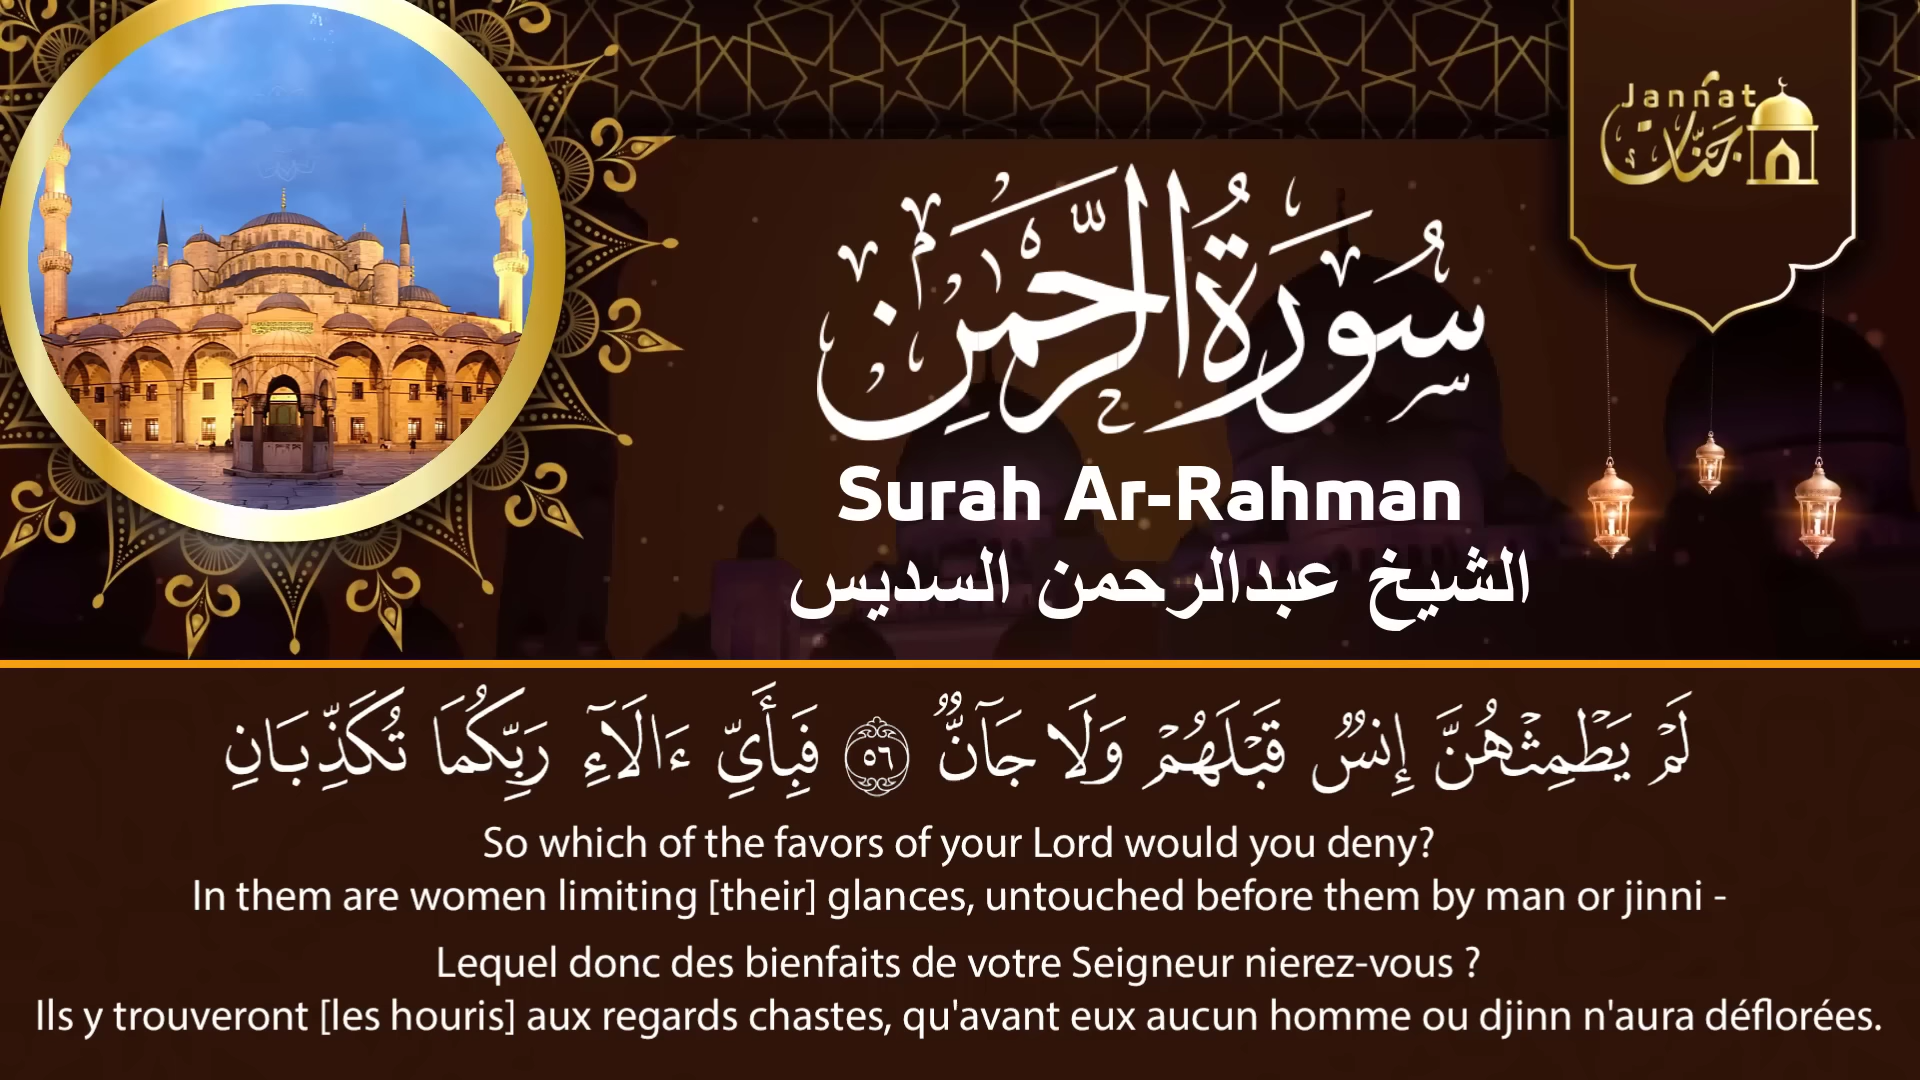 Jannat
جنات
سُورَةُ الرَّحْمَٰن
Surah Ar-Rahman
الشيخ عبدالرحمن السديس
لَمْ يَطْمِثْهُنَّ إِنسٌ قَبْلَهُمْ وَلَا جَآنٌّ ٥٦ فَبِأَىِّ ءَالَآءِ رَبِّكُمَا تُكَذِّبَانِ
So which of the favors of your Lord would you deny?
In them are women limiting [their] glances, untouched before them by man or jinni -
Lequel donc des bienfaits de votre Seigneur nierez-vous ?
Ils y trouveront [les houris] aux regards chastes, qu'avant eux aucun homme ou djinn n'aura déflorées.